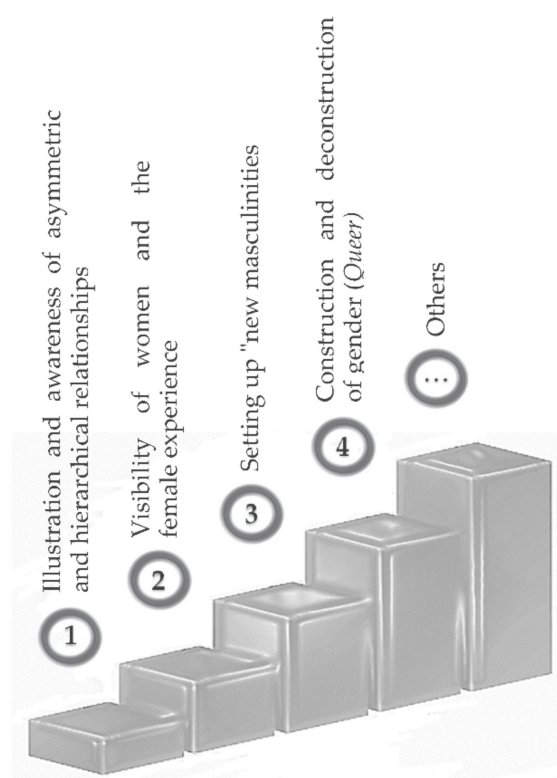 1
Illustration and awareness of asymmetric
and hierarchical relationships
2
Visibility of women and the
female experience
3
Setting up "new masculinities
4
Construction and deconstruction
of gender (Queer)
...
Others